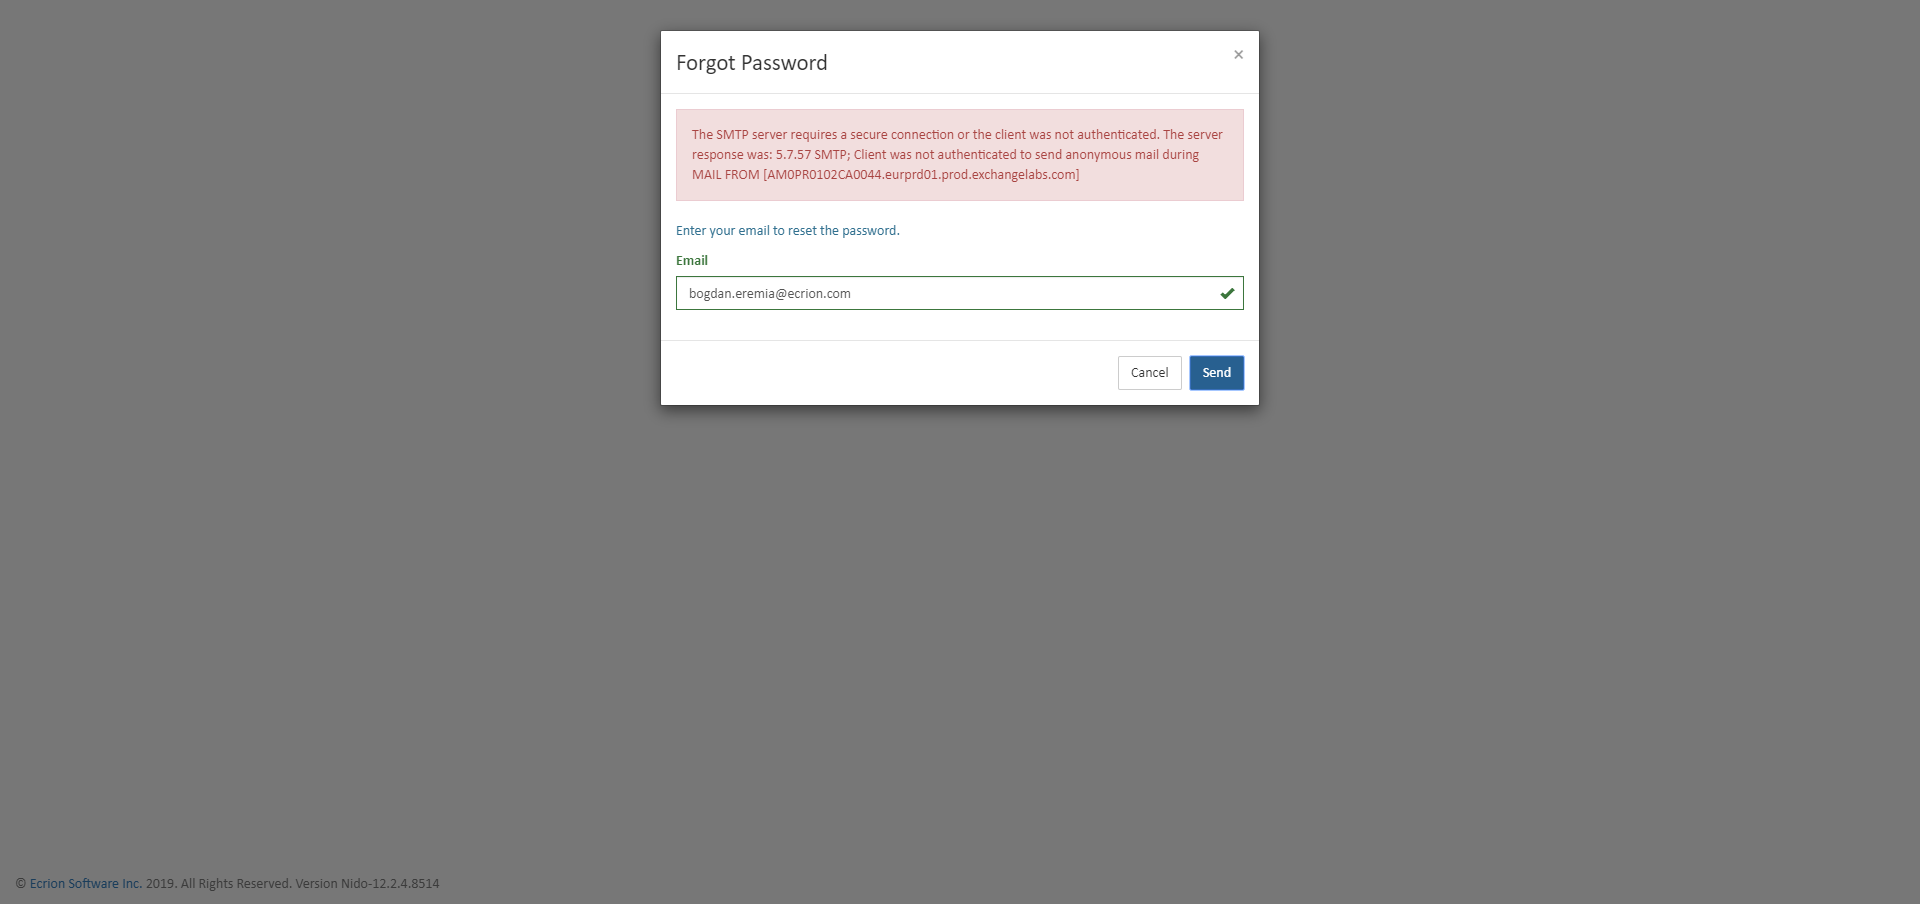 Forgot Password
×
The SMTP server requires a secure connection or the client was not authenticated. The server
response was: 5.7.57 SMTP; Client was not authenticated to send anonymous mail during
MAIL FROM [AM0PR0102CA0044.eurprd01.prod.exchangelabs.com]
Enter your email to reset the password.
Email
bogdan.eremia@ecrion.com
Cancel
Send
© Ecrion Software Inc. 2019. All Rights Reserved. Version Nido-12.2.4.8514